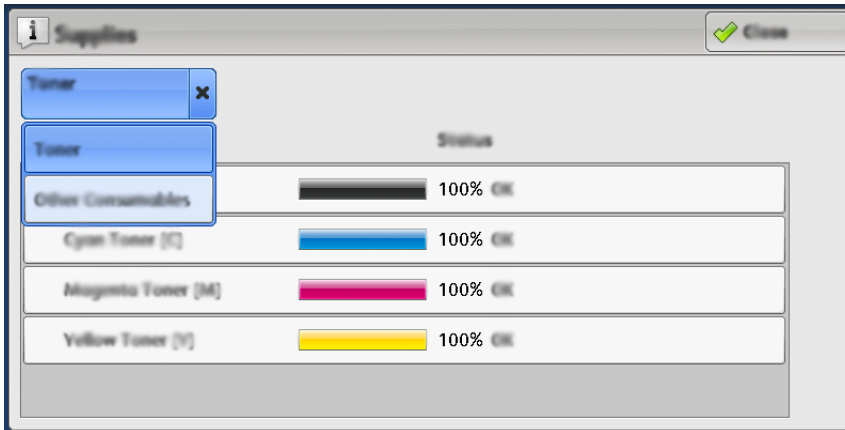 Supplies
Close
Toner
Toner
Status
Other Consumables
100% OK
Cyan Toner [C]
100% OK
Magenta Toner [M]
100% OK
Yellow Toner [Y]
100% OK